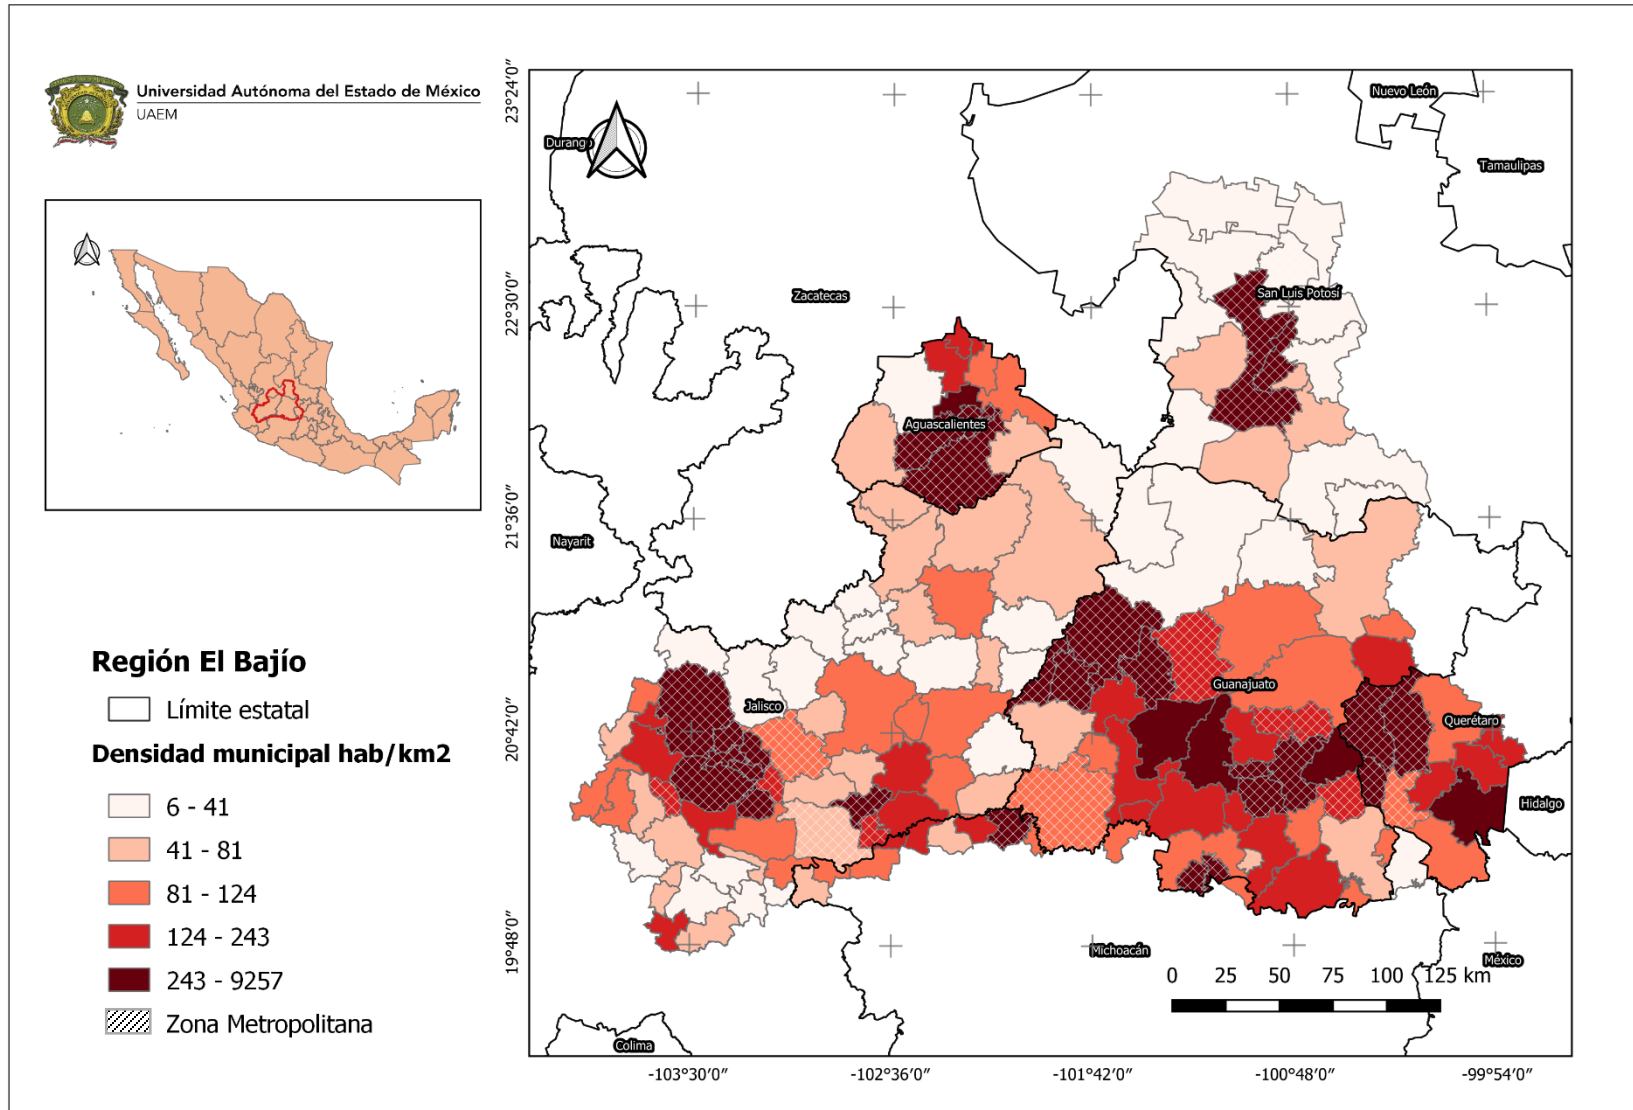 Universidad Autónoma del Estado de México
UAEM
Región El Bajío
Límite estatal
Densidad municipal hab/km2
6 - 41
41 - 81
81 - 124
124 - 243
243 - 9257
Zona Metropolitana
23°24'0"
22°30'0"
21°36'0"
20°42'0"
19°48'0"
Nuevo León
Durango
Tamaulipas
Zacatecas
San Luis Potosí
Aguascalientes
Nayarit
Guanajuato
Jalisco
Querétaro
Hidalgo
Michoacán
México
Colima
0 25 50 75 100 125 km
-103°30'0" -102°36'0" -101°42'0" -100°48'0" -99°54'0"